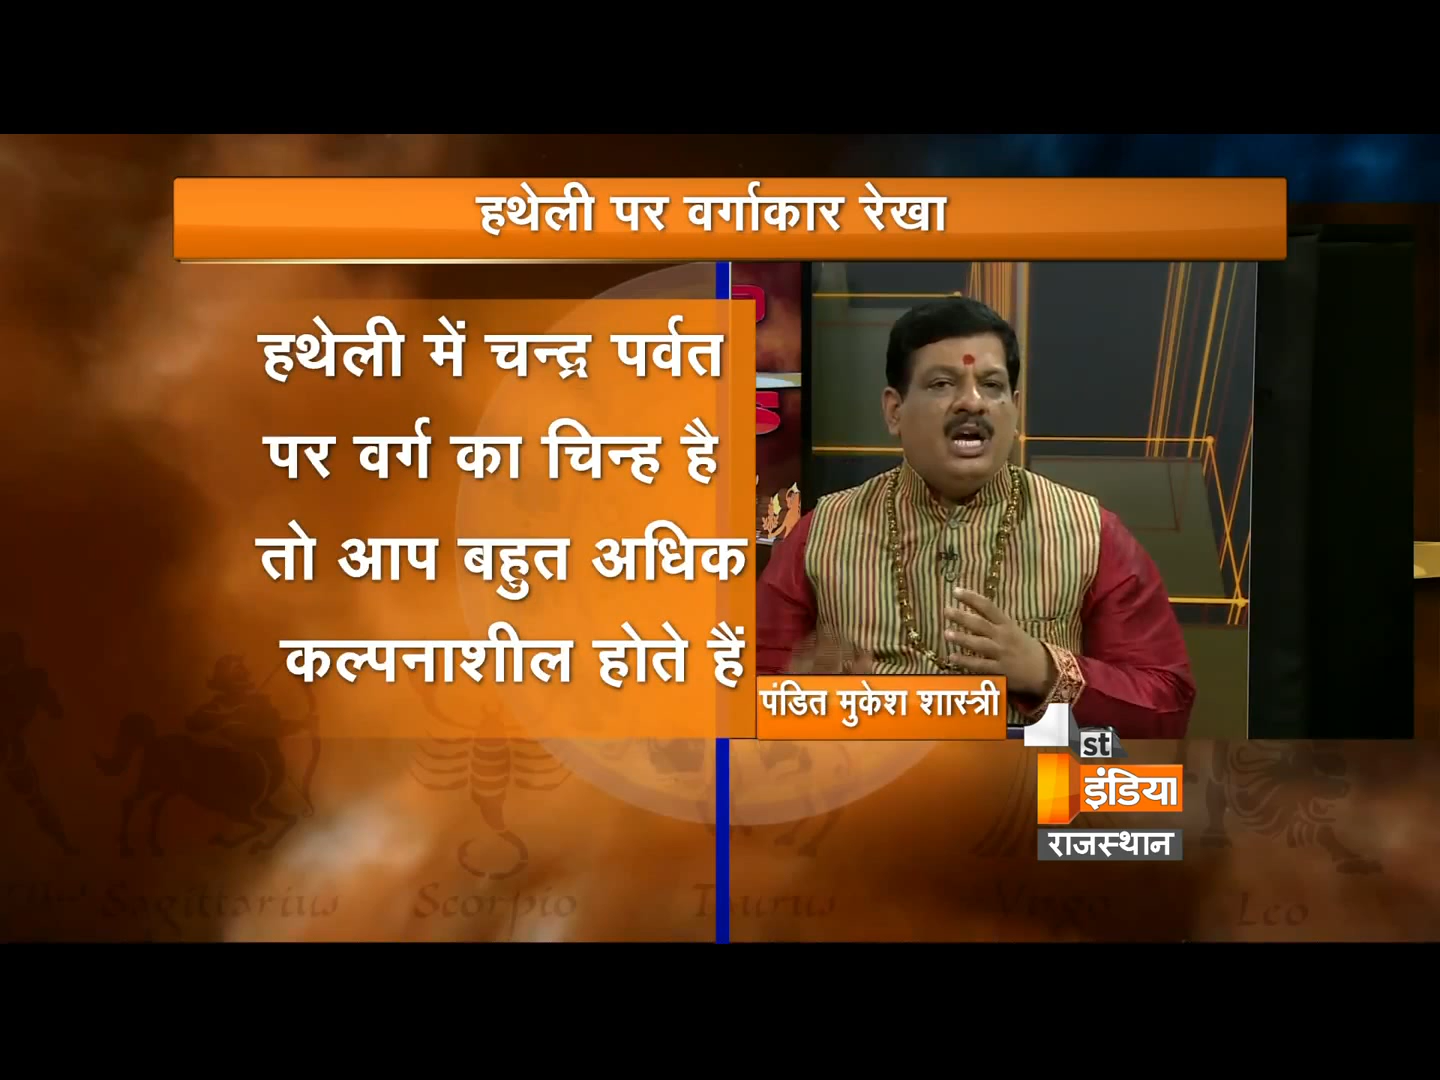 हथेली पर वर्गाकार रेखा
हथेली में चन्द्र पर्वत
पर वर्ग का चिन्ह है
तो आप बहुत अधिक
कल्पनाशील होते हैं
पंडित मुकेश शास्त्री
1st
इंडिया
राजस्थान
Sagittarius
Scorpio
Taurus
Virgo
Leo